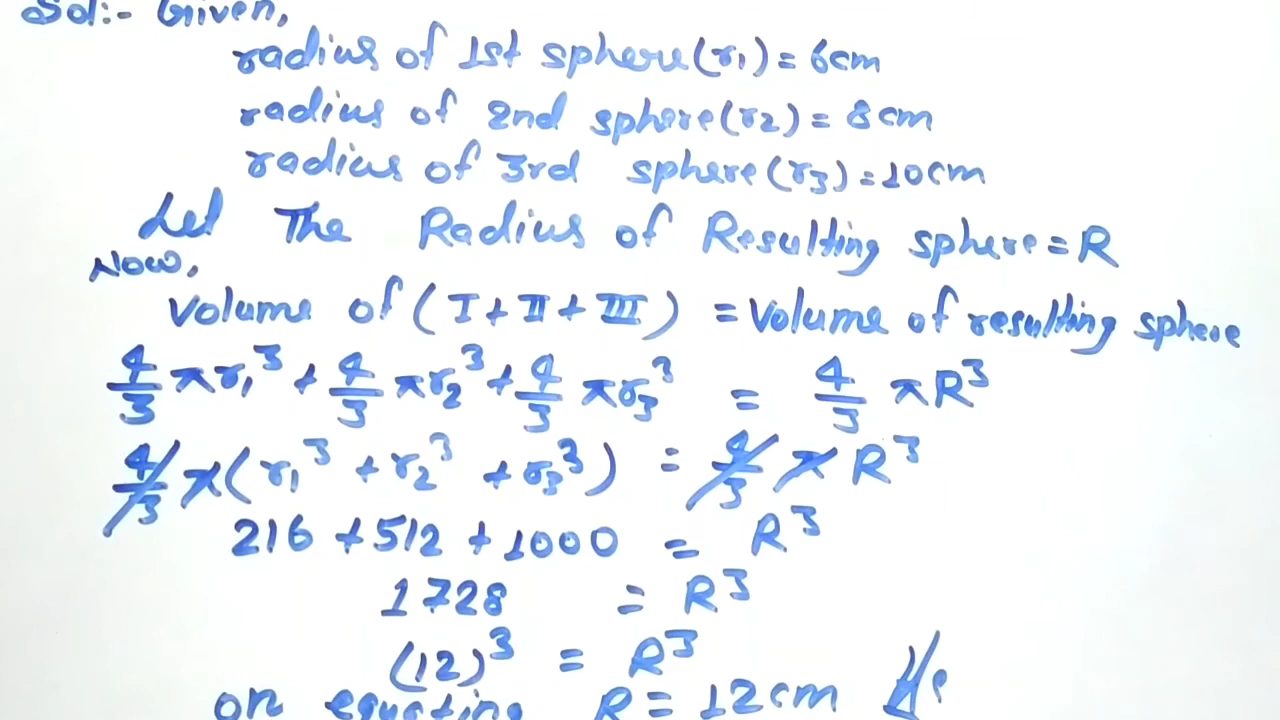 Sol:- Given,
radius of 1st sphere(r₁)=6cm
radius of 2nd sphere(r₂)=8cm
radius of 3rd sphere(r₃)=10cm
Let The Radius of Resulting sphere=R
Now,
Volume of (I+II+III) =Volume of resulting sphere
4/3 πr₁³+4/3 πr₂³+4/3 πr₃³ = 4/3 πR³
4/3 π(r₁³+r₂³+r₃³) = 4/3 π R³
216+512+1000 = R³
1728 = R³
(12)³ = R³
on equating R=12cm